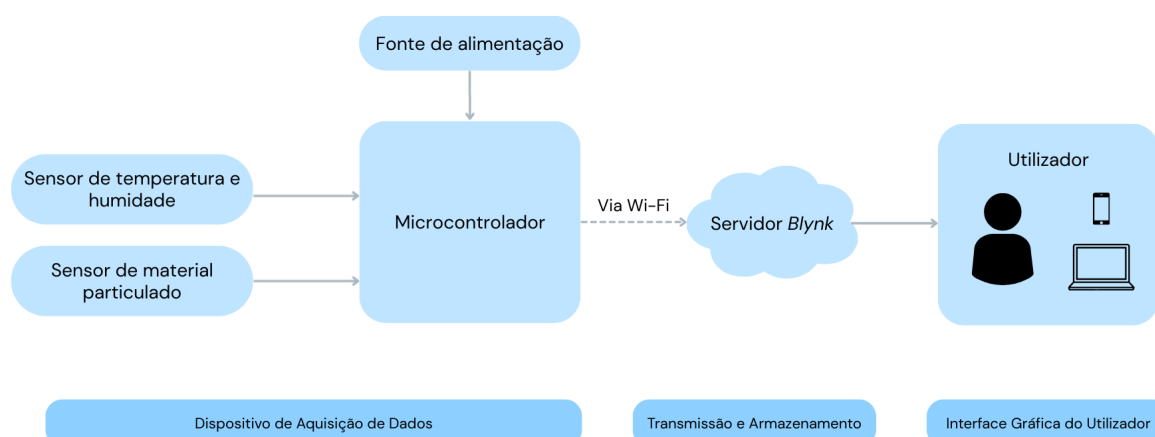 Fonte de alimentação
Sensor de temperatura e
humidade
Sensor de material
particulado
Microcontrolador
Via Wi-Fi
Servidor Blynk
Utilizador
Dispositivo de Aquisição de Dados
Transmissão e Armazenamento
Interface Gráfica do Utilizador